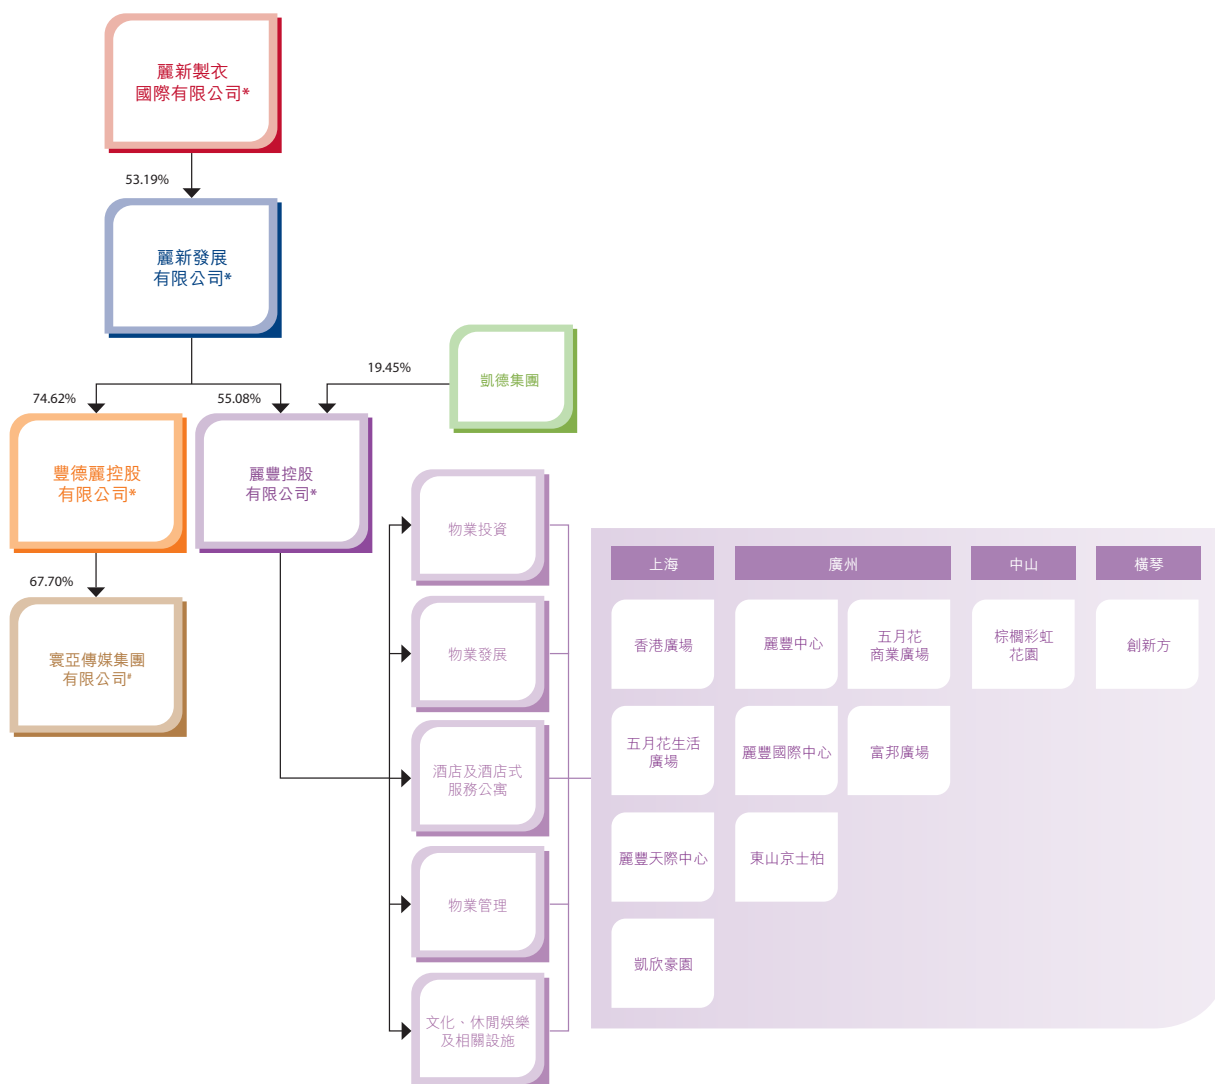 麗新製衣
國際有限公司*
53.19%
麗新發展
有限公司*
19.45%
凱德集團
74.62%
55.08%
豐德麗控股
有限公司*
麗豐控股
有限公司*
67.70%
寰亞傳媒集團
有限公司#
物業投資
物業發展
酒店及酒店式
服務公寓
物業管理
文化、休閒娛樂
及相關設施
上海
廣州
中山
橫琴
香港廣場
麗豐中心
五月花
商業廣場
棕櫚彩虹
花園
創新方
五月花生活
廣場
麗豐國際中心
富邦廣場
麗豐天際中心
東山京士柏
凱欣豪園